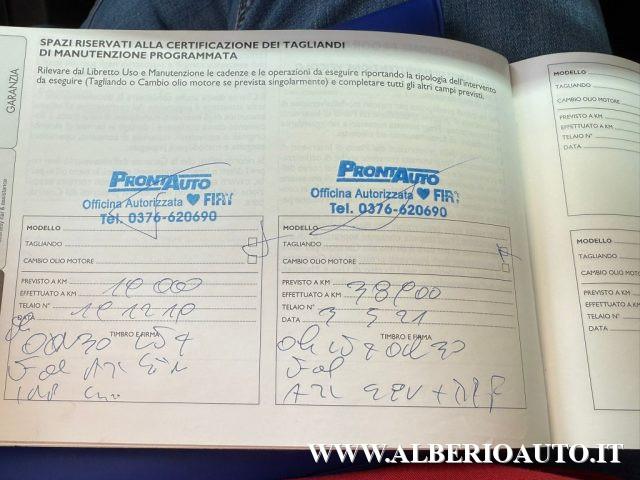 GARANZIA
SPAZI RISERVATI ALLA CERTIFICAZIONE DEI TAGLIANDI
DI MANUTENZIONE PROGRAMMATA
Rilevare dal Libretto Uso e Manutenzione le cadenze e le operazioni da eseguire riportando la tipologia dell'intervento
da eseguire (Tagliando o Cambio olio motore se prevista singolarmente) e completare tutti gli altri campi previsti.
PRONTAUTO
Officina Autorizzata FIAT
Tel. 0376-620690
MODELLO
TAGLIANDO
CAMBIO OLIO MOTORE
PREVISTO A KM
EFFETTUATO A KM
TELAIO N°
DATA
TIMBRO E FIRMA
PRONTAUTO
Officina Autorizzata FIAT
Tel. 0376-620690
MODELLO
TAGLIANDO
CAMBIO OLIO MOTORE
PREVISTO A KM
EFFETTUATO A KM 38900
TELAIO N°
DATA 3 5 21
TIMBRO E FIRMA
MODELLO
TAGLIANDO
CAMBIO OLIO MOTORE
PREVISTO A KM
EFFETTUATO A KM
TELAIO N°
DATA
MODELLO
TAGLIANDO
CAMBIO OLIO MOTORE
PREVISTO A KM
EFFETTUATO A KM
TELAIO N°
DATA
WWW.ALBERIOAUTO.IT